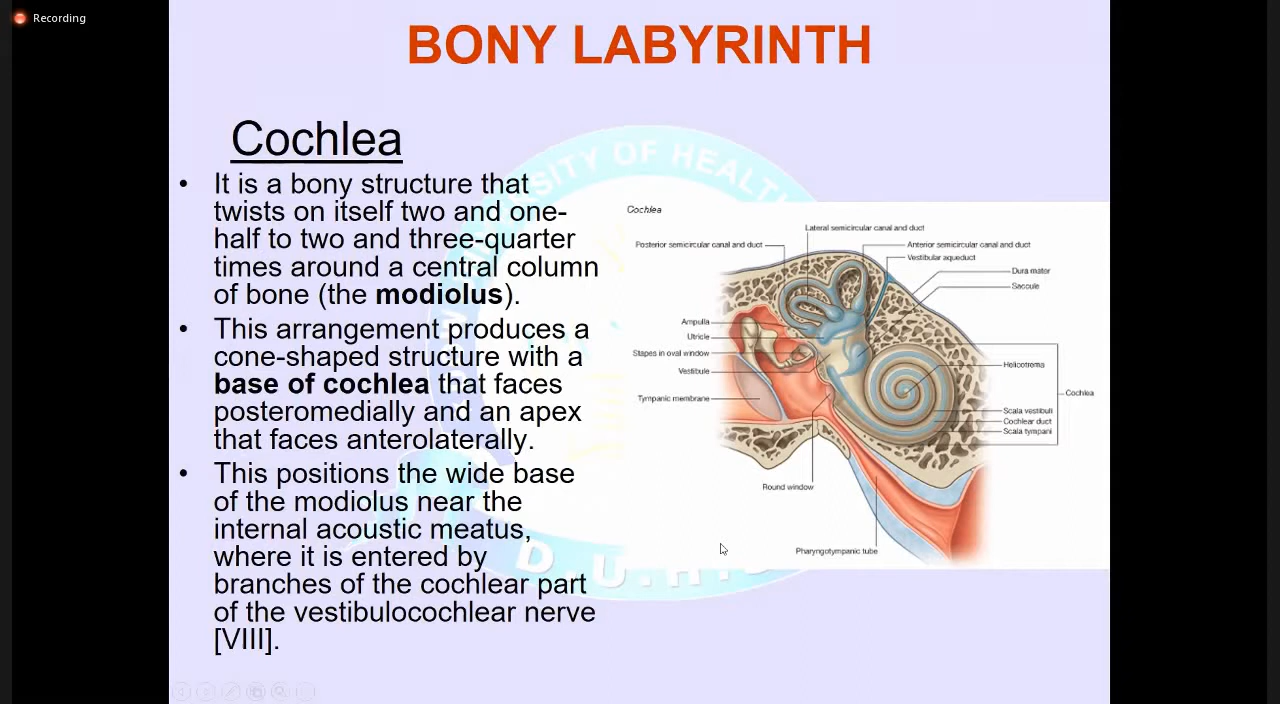 Recording
BONY LABYRINTH
Cochlea
• It is a bony structure that
twists on itself two and one-
half to two and three-quarter
times around a central column
of bone (the modiolus).
• This arrangement produces a
cone-shaped structure with a
base of cochlea that faces
posteromedially and an apex
that faces anterolaterally.
• This positions the wide base
of the modiolus near the
internal acoustic meatus,
where it is entered by
branches of the cochlear part
of the vestibulocochlear nerve
[VIII].
Cochlea
Lateral semicircular canal and duct
Posterior semicircular canal and duct
Anterior semicircular canal and duct
Vestibular aqueduct
Dura mater
Saccule
Ampulla
Utricle
Stapes in oval window
Vestibule
Tympanic membrane
Helicotrema
Cochlea
Scala vestibuli
Cochlear duct
Scala tympani
Round window
Pharyngotympanic tube
OF HEALTH
D.U.H.S